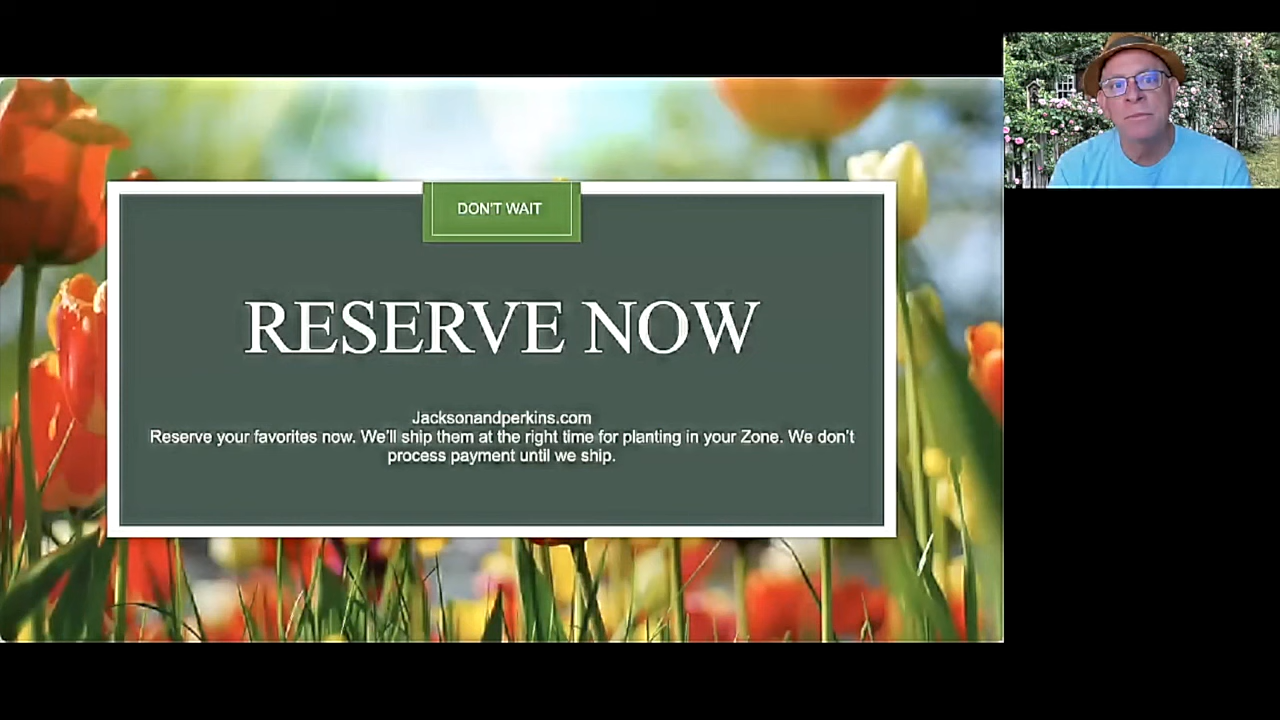 DON'T WAIT
RESERVE NOW
Jacksonandperkins.com
Reserve your favorites now. We'll ship them at the right time for planting in your Zone. We don't
process payment until we ship.